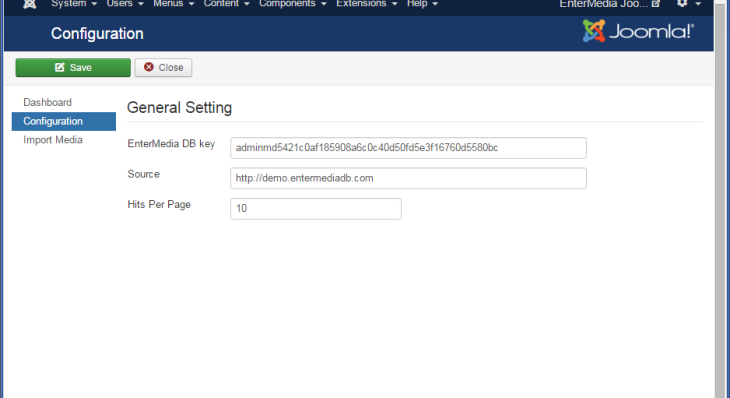 System Users Menus Content Components Extensions Help EnterMedia Joo...
Configuration Joomla!®
Save Close
Dashboard
Configuration
Import Media
General Setting
EnterMedia DB key adminmd5421c0af185908a6c0c40d50fd5e3f16760d5580bc
Source http://demo.entermediadb.com
Hits Per Page 10